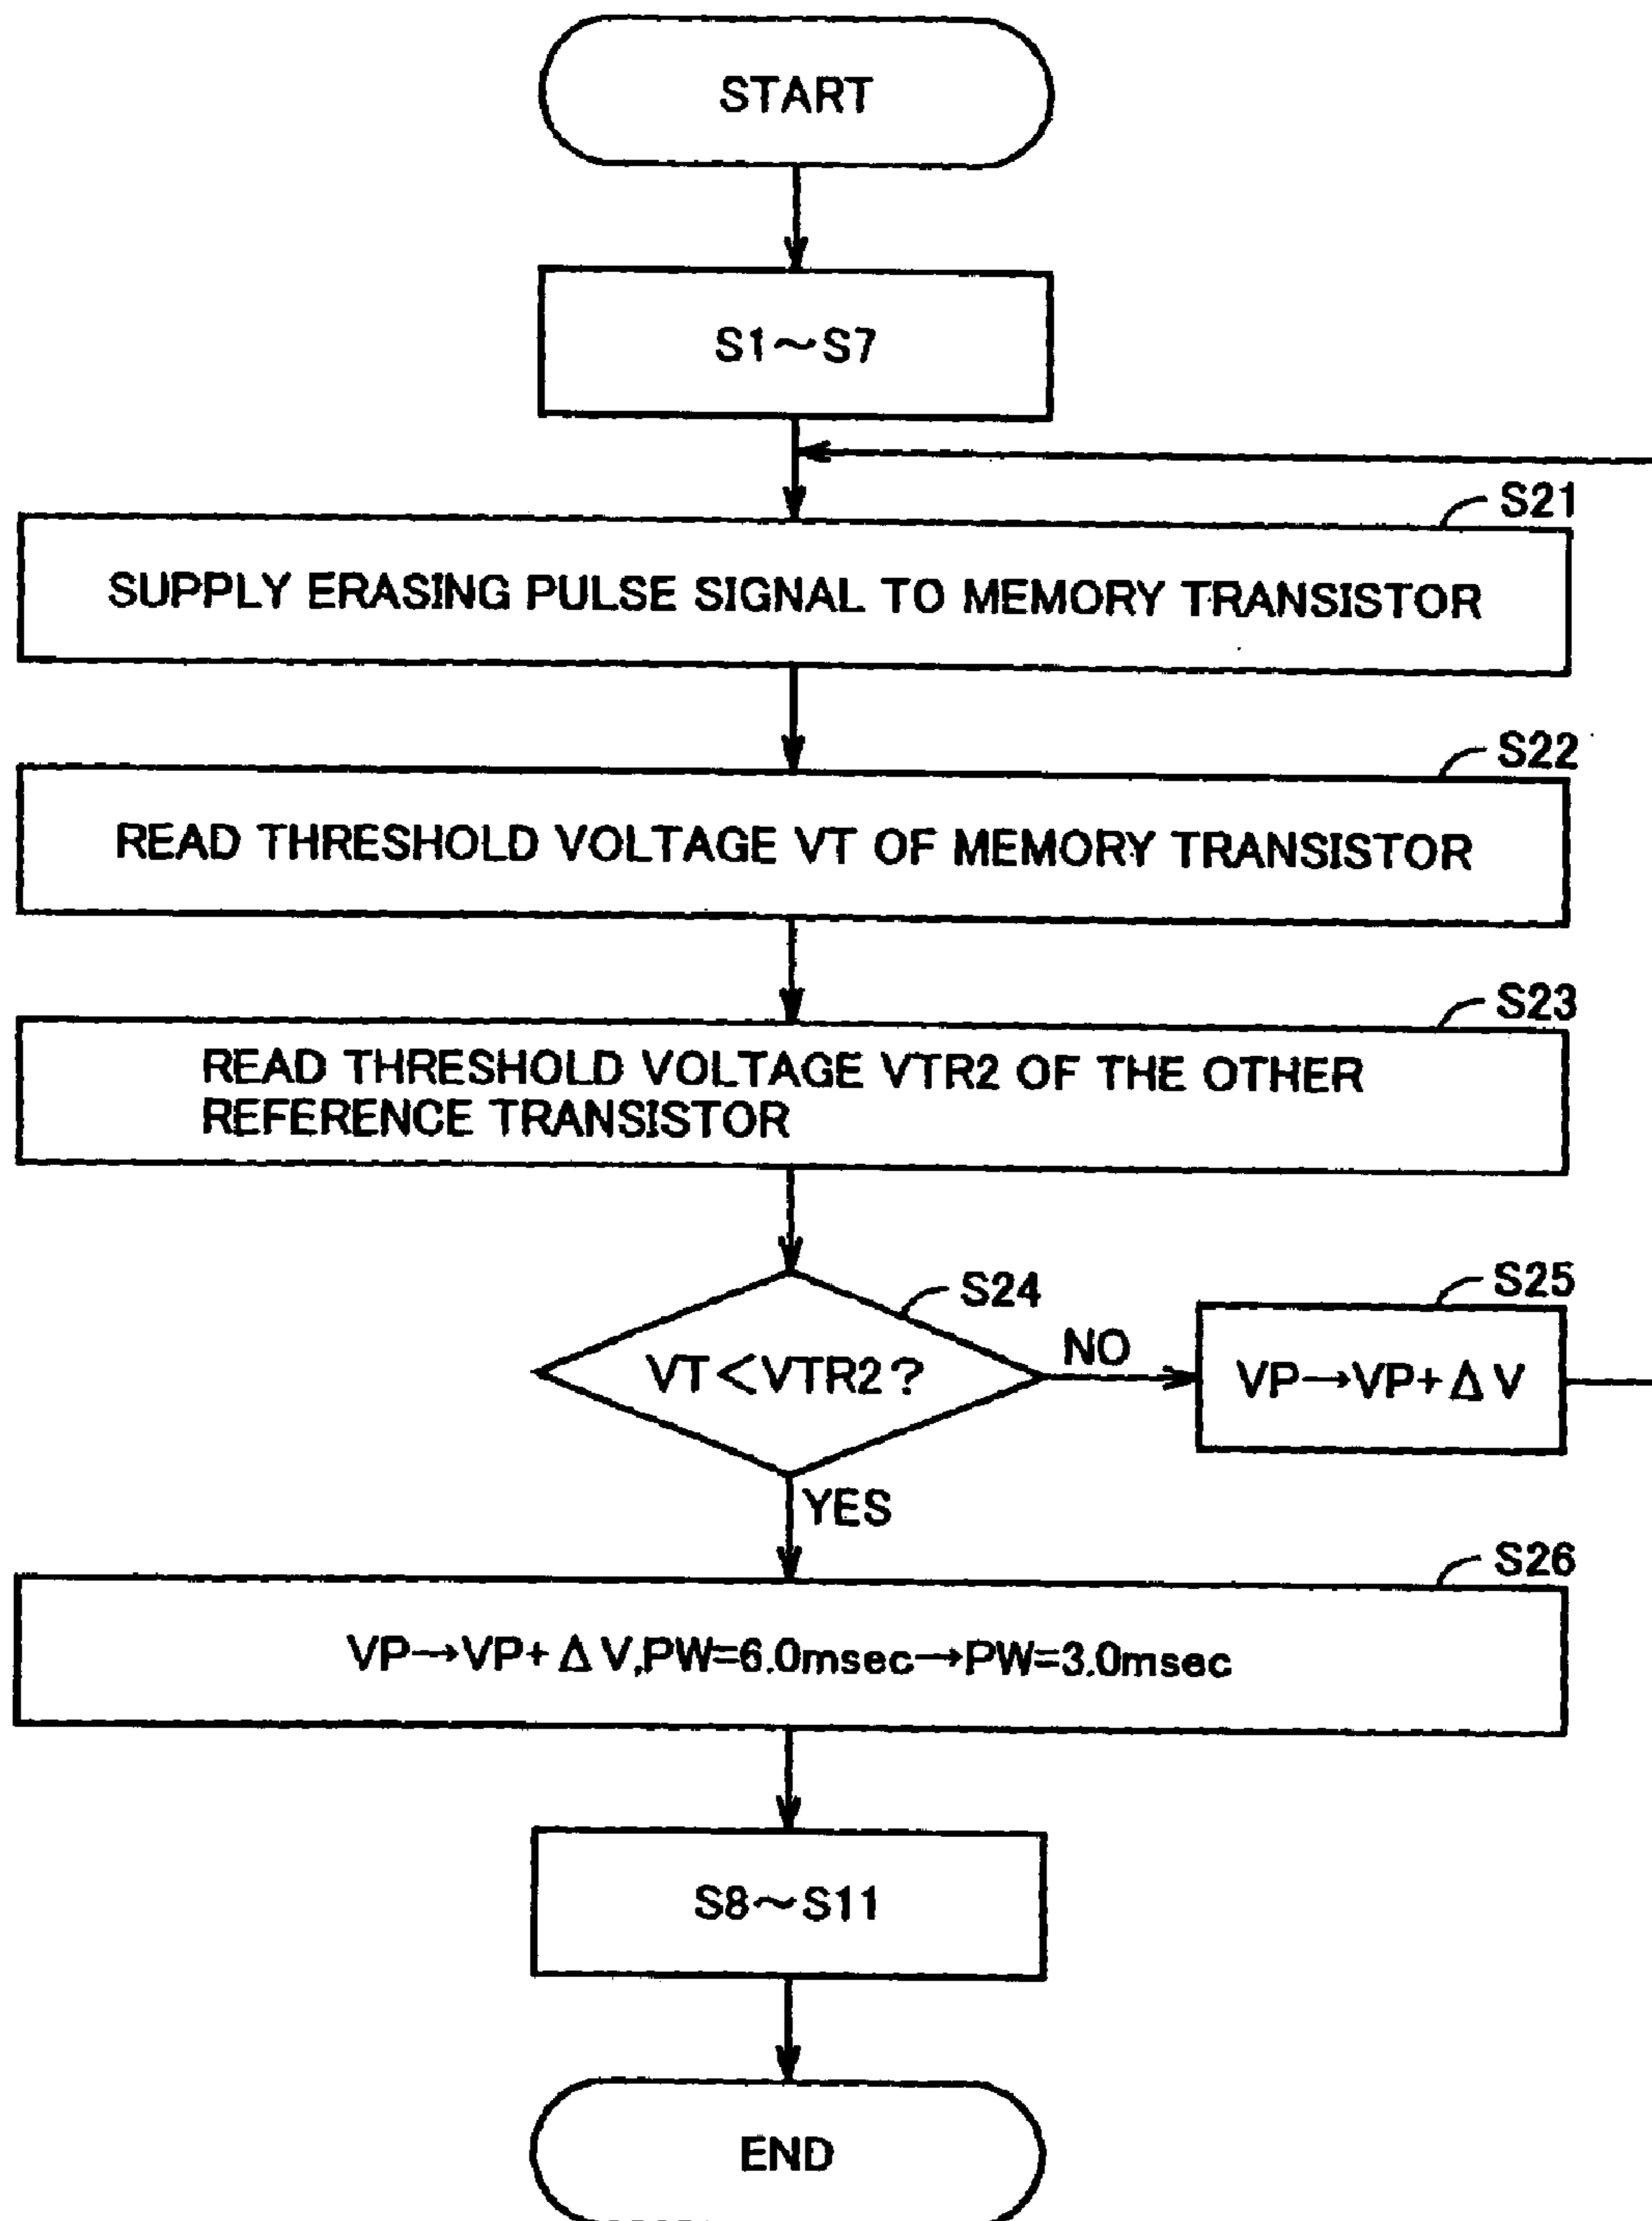 START
S1～S7
S21
SUPPLY ERASING PULSE SIGNAL TO MEMORY TRANSISTOR
S22
READ THRESHOLD VOLTAGE VT OF MEMORY TRANSISTOR
S23
READ THRESHOLD VOLTAGE VTR2 OF THE OTHER
REFERENCE TRANSISTOR
S24
VT＜VTR2?
NO
S25
VP→VP+ΔV
YES
S26
VP→VP+ΔV,PW=6.0msec→PW=3.0msec
S8～S11
END